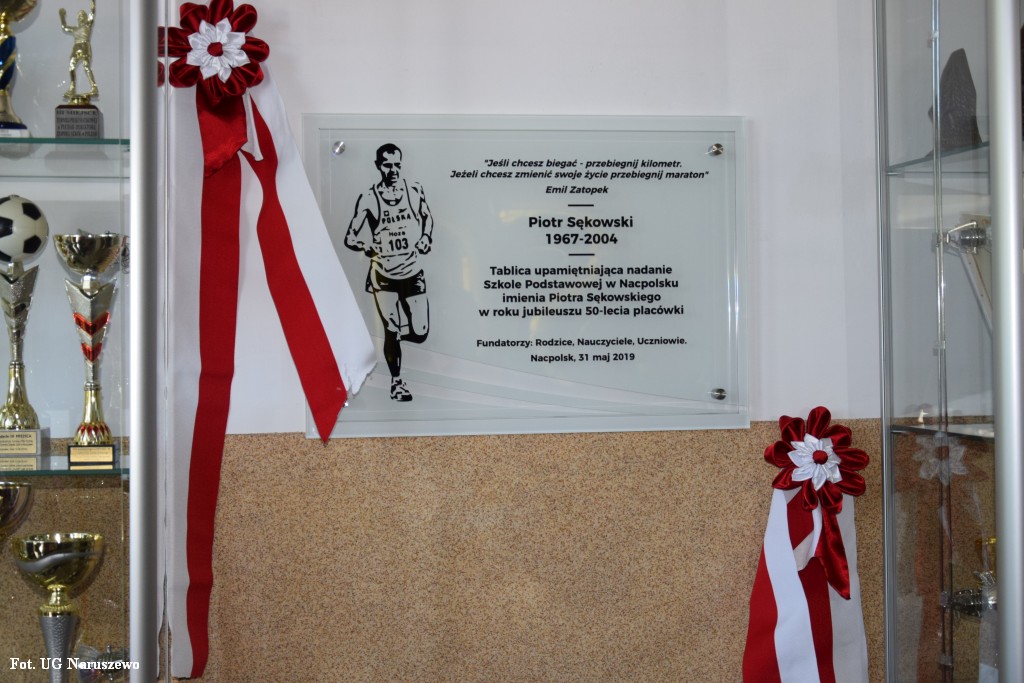 "Jeśli chcesz biegać - przebiegnij kilometr.
Jeżeli chcesz zmienić swoje życie przebiegnij maraton"
Emil Zatopek
Piotr Sękowski
1967-2004
Tablica upamiętniająca nadanie
Szkole Podstawowej w Nacpolsku
imienia Piotra Sękowskiego
w roku jubileuszu 50-lecia placówki
Fundatorzy: Rodzice, Nauczyciele, Uczniowie.
Nacpolsk, 31 maj 2019
POLSKA
103
Fot. UG Naruszewo